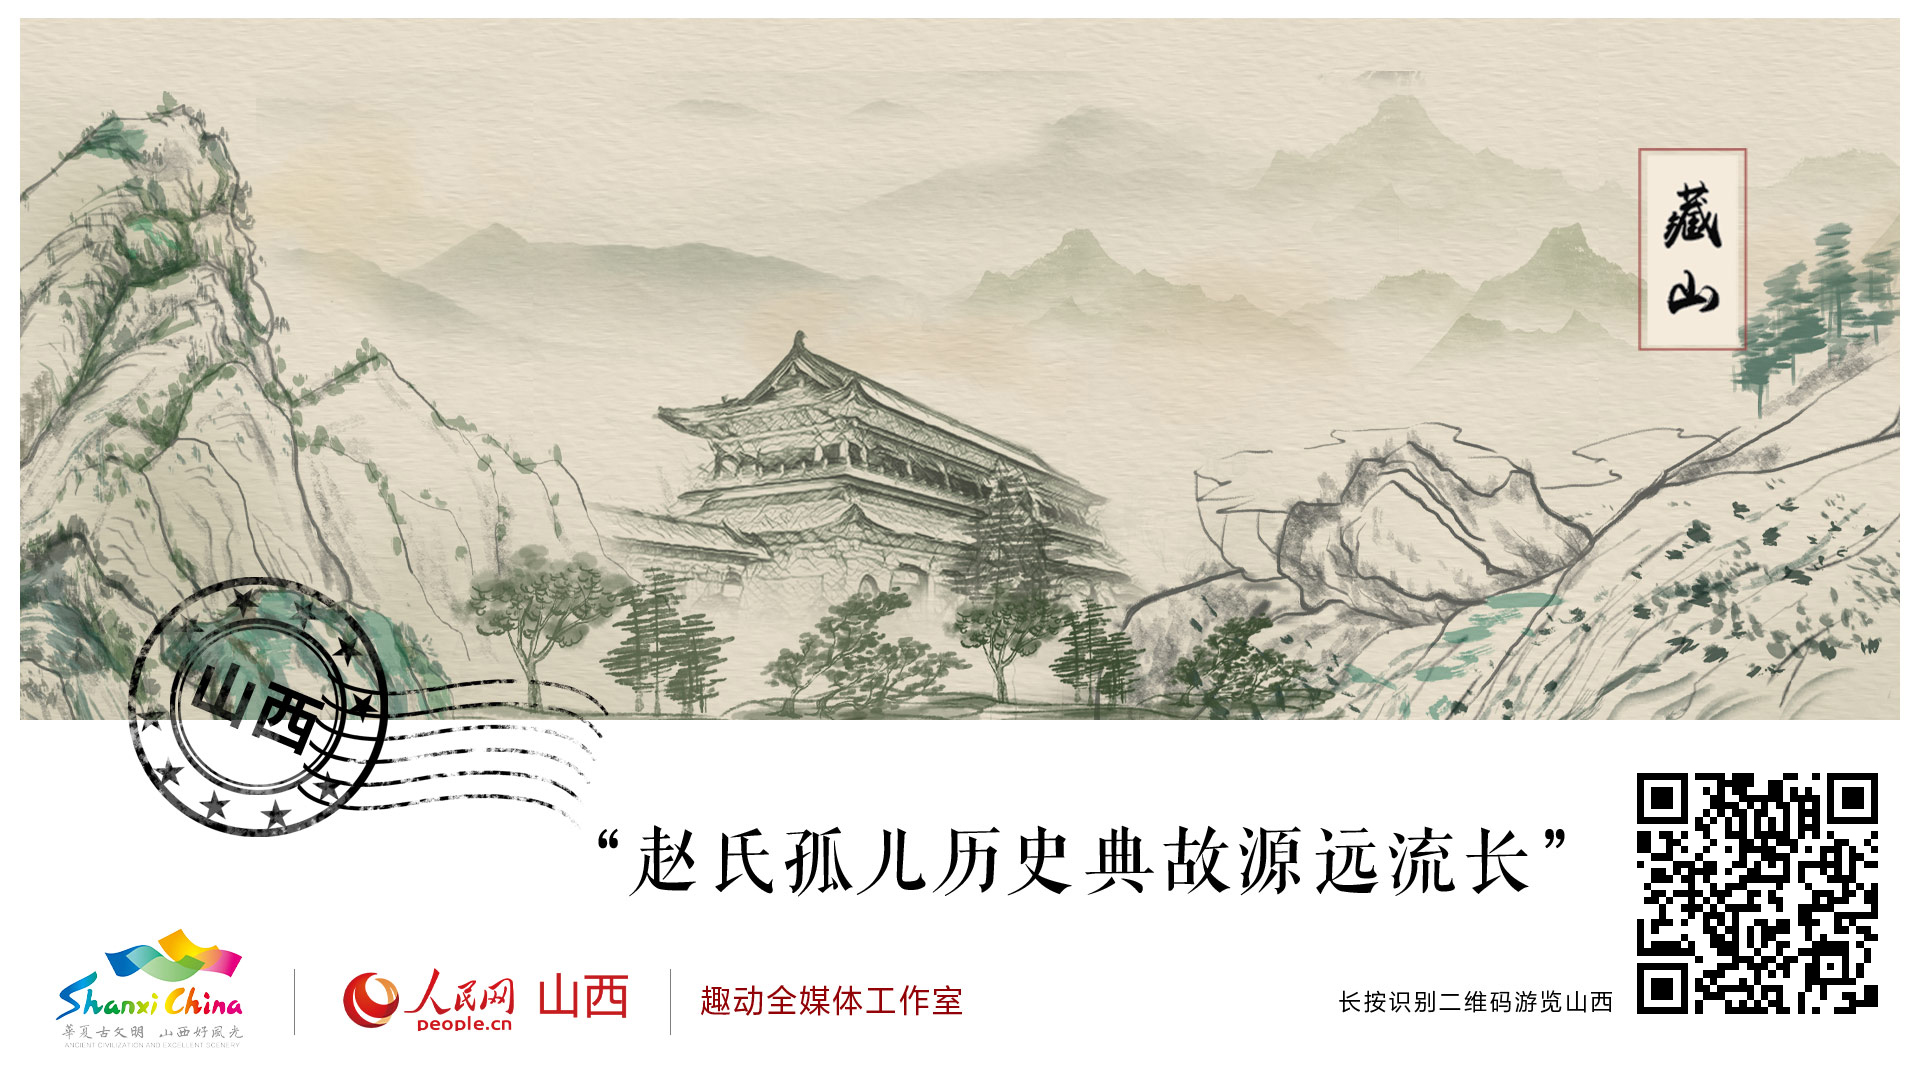 藏山
山西
“赵氏孤儿历史典故源远流长”
Shanxi China
華夏古文明 山西好風光
ANCIENT CIVILIZATION AND EXCELLENT SCENERY
人民网 山西
people.cn
趣动全媒体工作室
长按识别二维码游览山西